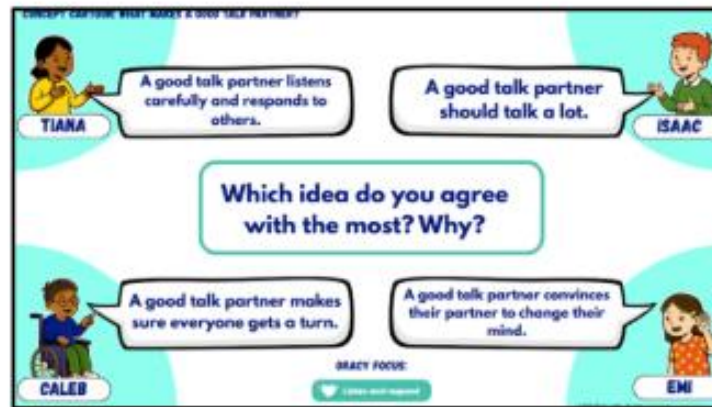 CONCEPT CARTOON: WHAT MAKES A GOOD TALK PARTNER?
A good talk partner listens
carefully and responds to
others.
TIANA
A good talk partner
should talk a lot.
ISAAC
Which idea do you agree
with the most? Why?
A good talk partner makes
sure everyone gets a turn.
CALEB
A good talk partner convinces
their partner to change their
mind.
EMI
ORACY FOCUS:
Listen and respond